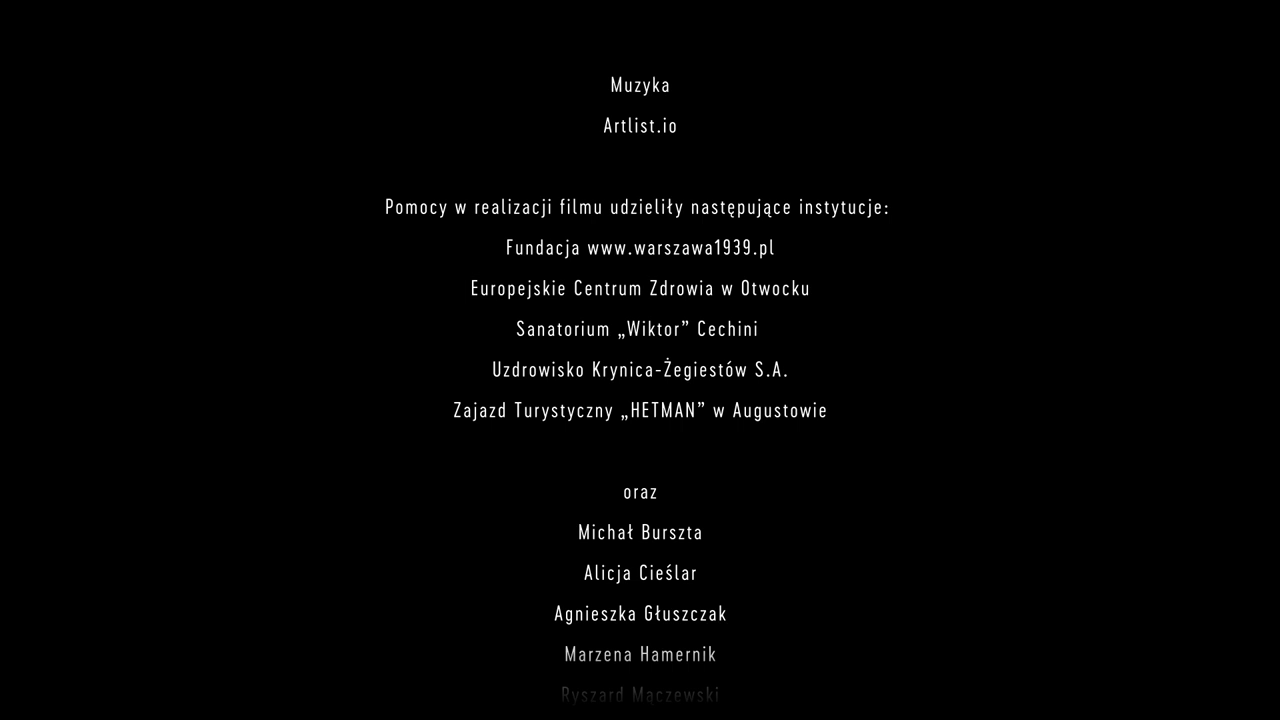 Muzyka
Artlist.io
Pomocy w realizacji filmu udzieliły następujące instytucje:
Fundacja www.warszawa1939.pl
Europejskie Centrum Zdrowia w Otwocku
Sanatorium „Wiktor” Cechini
Uzdrowisko Krynica-Żegiestów S.A.
Zajazd Turystyczny „HETMAN” w Augustowie
oraz
Michał Burszta
Alicja Cieślar
Agnieszka Głuszczak
Marzena Hamernik
Ryszard Mączewski